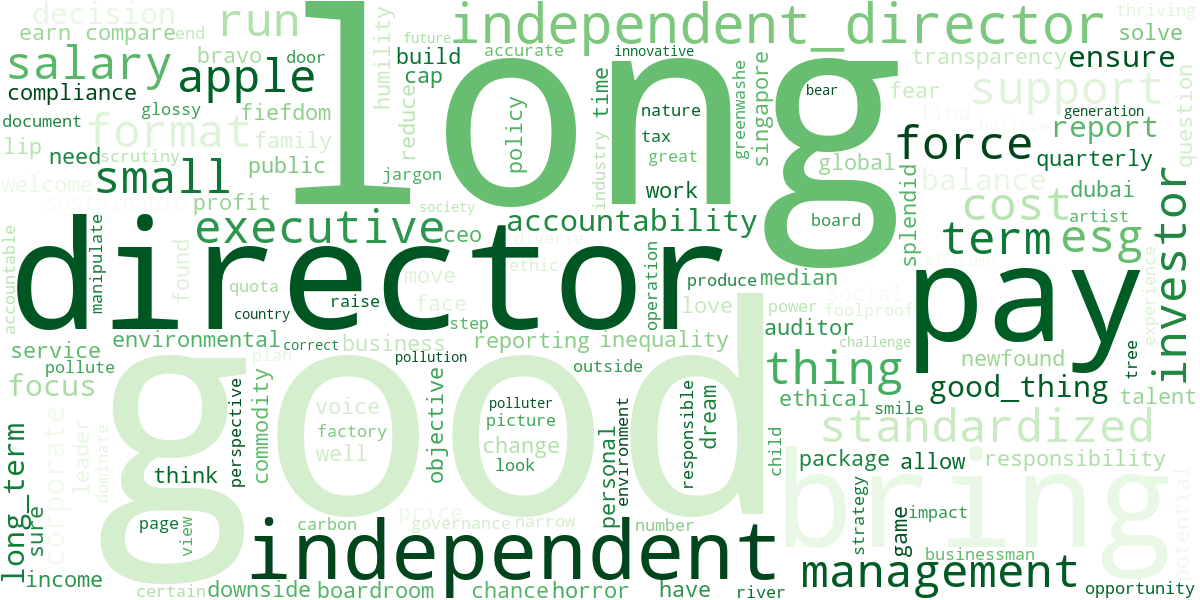 decision
earn compare
end
run
independent_director
thriving
solve
salary
bravo
door
apple
humility
future
accurate
build
cap
innovative
transparency
ensure
compliance
glossy
fiefdom
long
time
nature
singapore
bear
fear
support
find
believe
generation
question
document
format
family
reduce
policy
industry
tax
great
greenwashe
force
report
lip
need
scrutiny
public
jargon
work
global
quarterly
welcome
small
sustainable
profit
society
board
balance
dubai
executive
ceo
accountability
splendid
cost
artist
investor
accountable
manipulate
director
found
quota
country
raise
move
face
step
diverse
ethic
operation
produce
median
love
power
social
foolproof
term
esg
efficient
pay
experience
environmental
correct
business
reporting
inequality
auditor
challenge
service
pollute
plan
pollution
outside
thing
newfound
tree
focus
good
commodity
perspective
voice
factory
well
objective
polluter
picture
change
look
environment
responsible
dream
child
ethical
smile
good_thing
talent
long_term
corporate
leader
dominate
think
personal
standardized
package
allow
bring
responsibility
sure
page
view
carbon
price
governance
narrow
number
strategy
game
impact
potential
income
independent
businessman
management
certain
downside
boardroom
chance
horror
have
river
opportunity